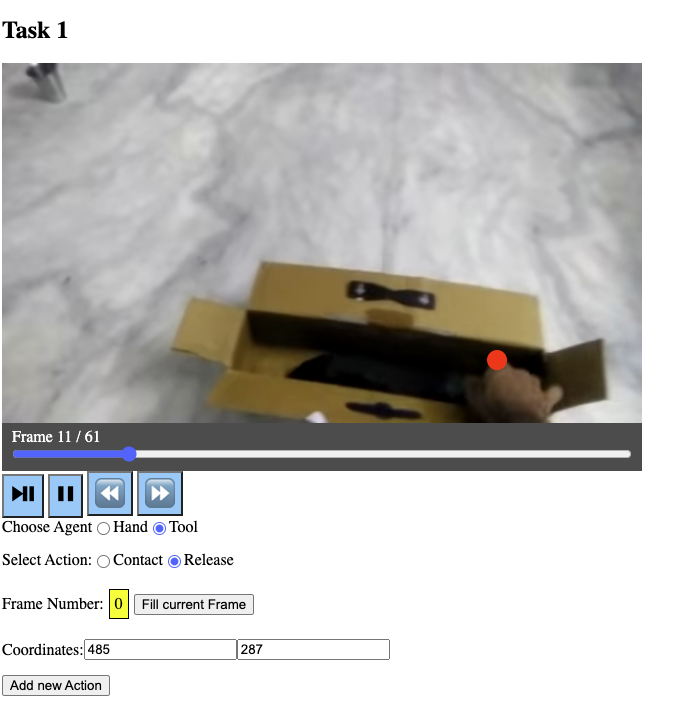 Task 1
Frame 11 / 61
Choose Agent Hand Tool
Select Action: Contact Release
Frame Number: 0 Fill current Frame
Coordinates: 485 287
Add new Action